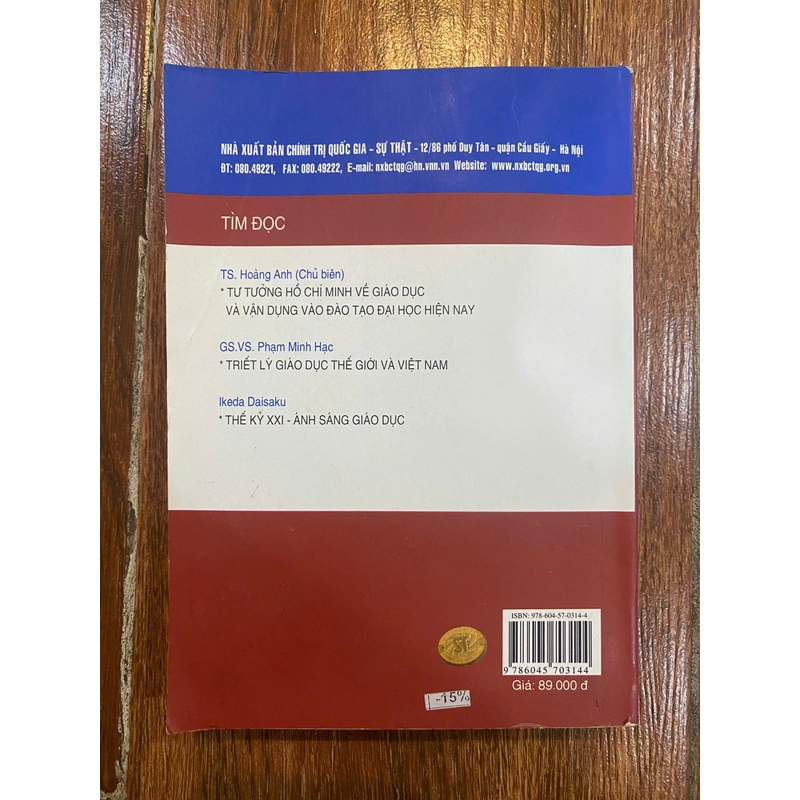 NHÀ XUẤT BẢN CHÍNH TRỊ QUỐC GIA - SỰ THẬT - 12/86 phố Duy Tân - quận Cầu Giấy - Hà Nội
ĐT: 080.49221, FAX: 080.49222, E-mail: nxbctqg@hn.vnn.vn Website: www.nxbctqg.org.vn
TÌM ĐỌC
TS. Hoàng Anh (Chủ biên)
* TƯ TƯỞNG HỒ CHÍ MINH VỀ GIÁO DỤC
VÀ VẬN DỤNG VÀO ĐÀO TẠO ĐẠI HỌC HIỆN NAY
GS.VS. Phạm Minh Hạc
* TRIẾT LÝ GIÁO DỤC THẾ GIỚI VÀ VIỆT NAM
Ikeda Daisaku
* THẾ KỶ XXI - ÁNH SÁNG GIÁO DỤC
ISBN: 978-604-57-0314-4
9 786045 703144
Giá: 89.000 đ
-15%